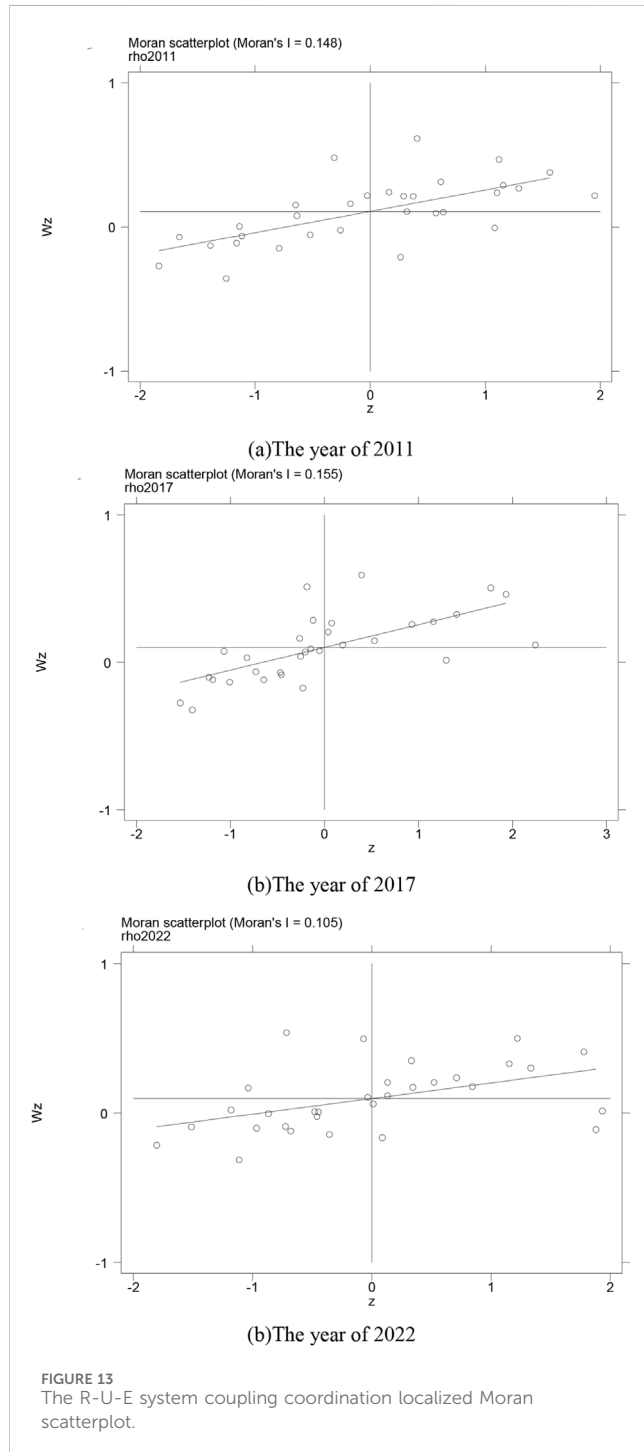 Moran scatterplot (Moran's I = 0.148)
rho2011
1
0
-1
Wz
-2
-1
0
1
2
z
(a)The year of 2011
Moran scatterplot (Moran's I = 0.155)
rho2017
1
0
-1
Wz
-2
-1
0
1
2
3
z
(b)The year of 2017
Moran scatterplot (Moran's I = 0.105)
rho2022
1
0
-1
Wz
-2
-1
0
1
2
z
(b)The year of 2022
FIGURE 13
The R-U-E system coupling coordination localized Moran
scatterplot.